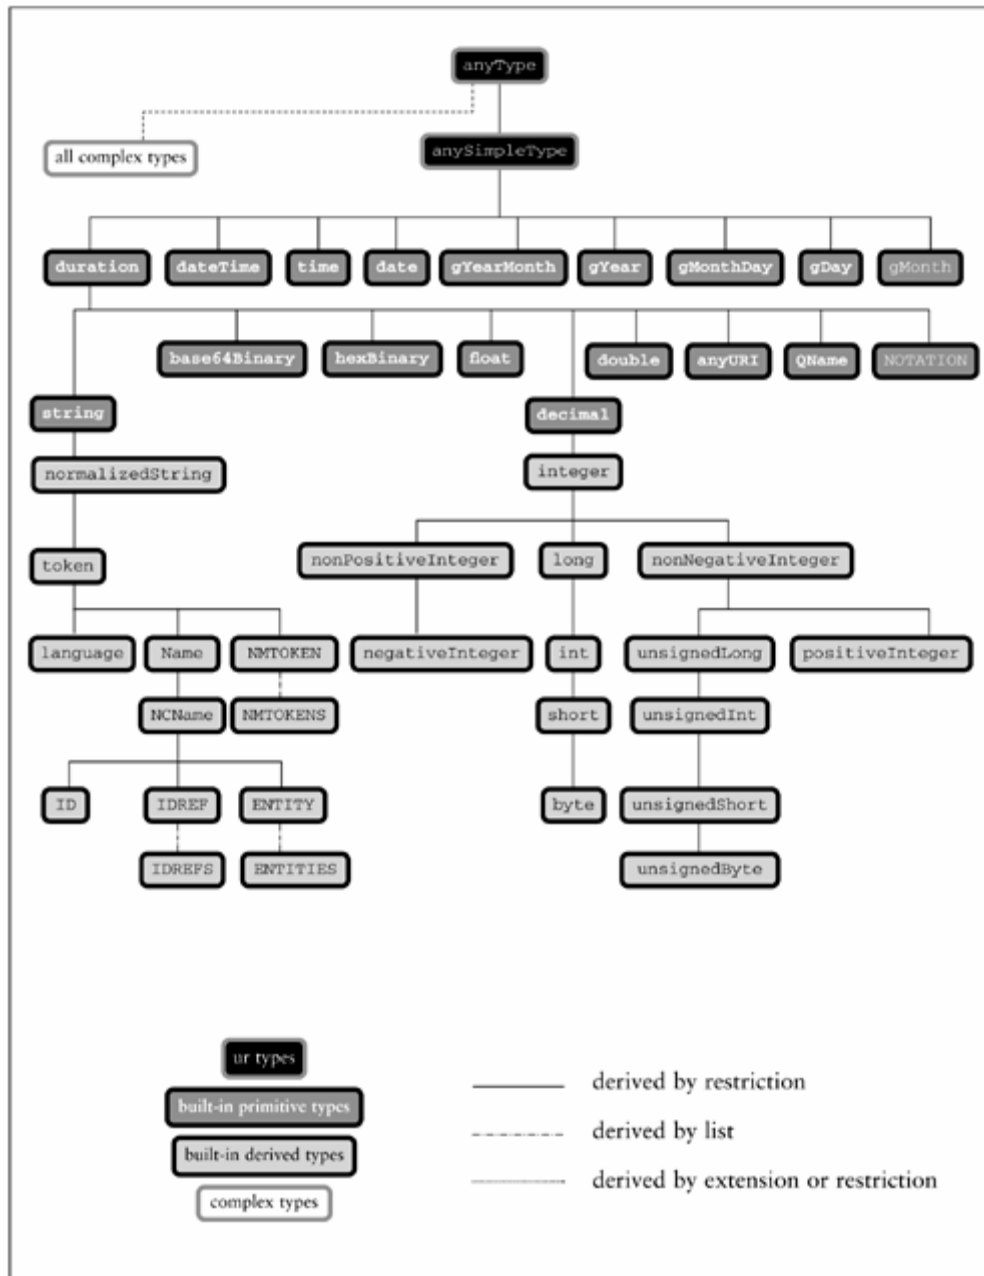 anyType
all complex types
anySimpleType
duration dateTime time date gYearMonth gYear gMonthDay gDay gMonth
base64Binary hexBinary float double anyURI QName NOTATION
string decimal
normalizedString integer
token nonPositiveInteger long nonNegativeInteger
language Name NMTOKEN negativeInteger int unsignedLong positiveInteger
NCName NMTOKENS short unsignedInt
ID IDREF ENTITY byte unsignedShort
IDREFS ENTITIES unsignedByte
ur types
built-in primitive types
built-in derived types
complex types
derived by restriction
derived by list
derived by extension or restriction